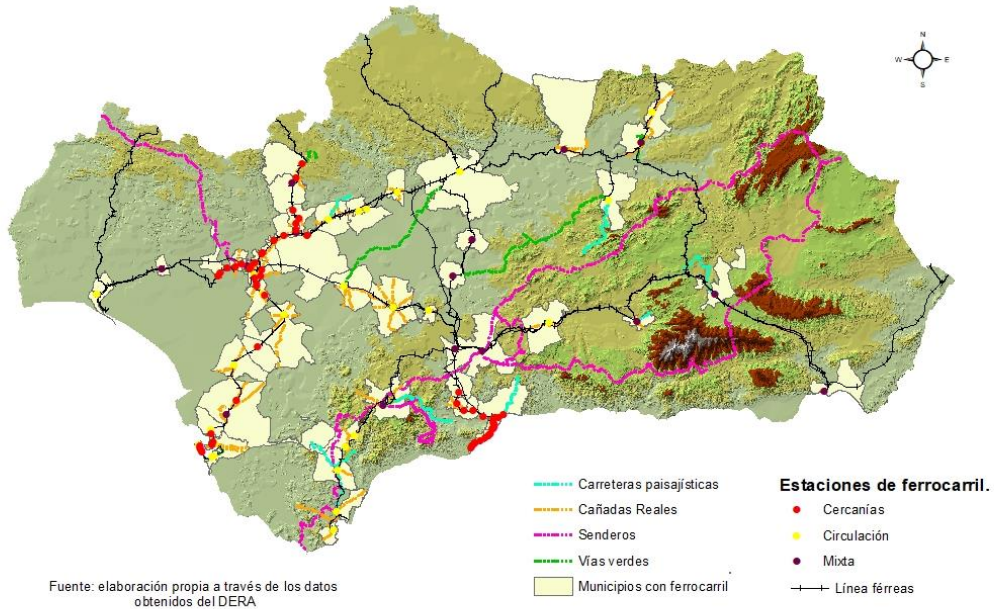 N
W E
S
Carreteras paisajísticas
Cañadas Reales
Senderos
Vías verdes
Municipios con ferrocarril
Estaciones de ferrocarril.
Cercanías
Circulación
Mixta
Línea férreas
Fuente: elaboración propia a través de los datos
obtenidos del DERA